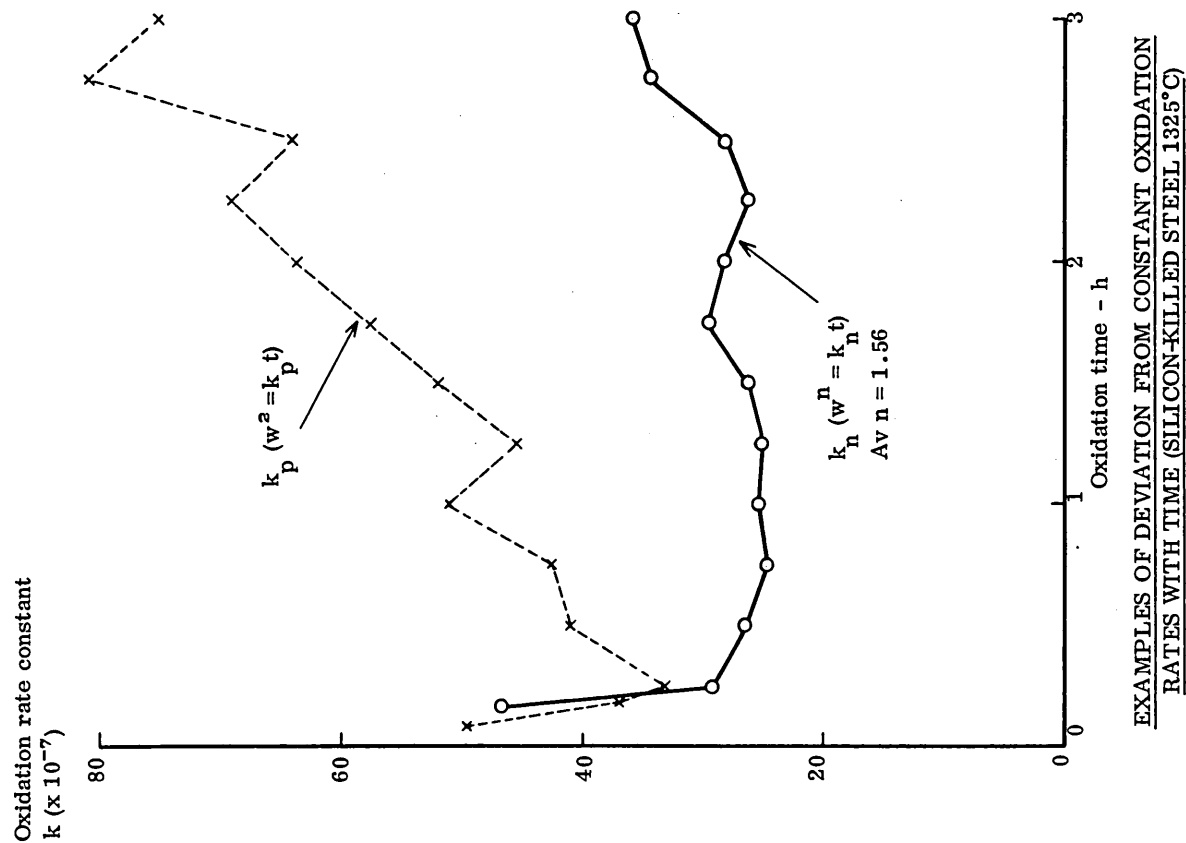 Oxidation rate constant
k (x 10⁻⁷)
80
60
40
20
0
0
1
2
3
Oxidation time - h
k_p (w² = k_p t)
k_n (wⁿ = k_n t)
Av n = 1.56
EXAMPLES OF DEVIATION FROM CONSTANT OXIDATION
RATES WITH TIME (SILICON-KILLED STEEL 1325°C)